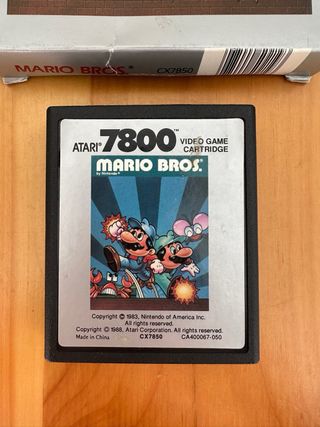 MARIO BROS.
CX7850
ATARI 7800™ VIDEO GAME CARTRIDGE
MARIO BROS.
by Nintendo®
Copyright © 1983, Nintendo of America Inc.
All rights reserved.
Copyright © 1988, Atari Corporation. All rights reserved.
Made in China
CX7850
CA400067-050